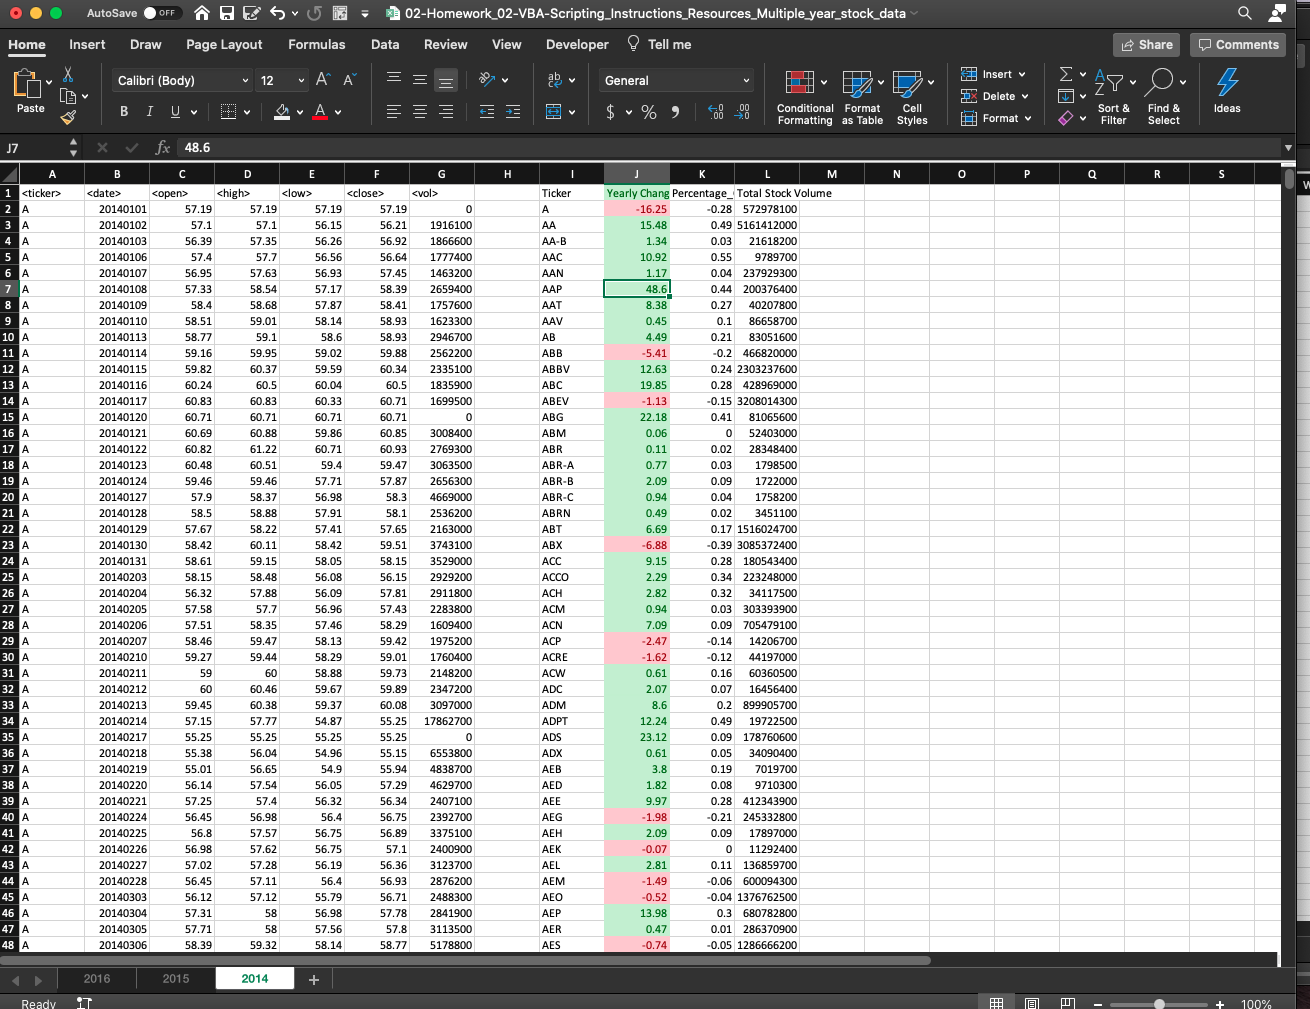 AutoSave OFF 02-Homework_02-VBA-Scripting_Instructions_Resources_Multiple_year_stock_data
Home Insert Draw Page Layout Formulas Data Review View Developer Tell me Share Comments
Paste Calibri (Body) 12 A A General Conditional Formatting Format as Table Cell Styles Insert Delete Format Sort & Filter Find & Select Ideas
B I U A ab $ %
J7 fx 48.6
A B C D E F G H I J K L M N O P Q R S
1 <ticker> <date> <open> <high> <low> <close> <vol> Ticker Yearly Chang Percentage_ Total Stock Volume
2 A 20140101 57.19 57.19 57.19 57.19 0 A -16.25 -0.28 572978100
3 A 20140102 57.1 57.1 56.15 56.21 1916100 AA 15.48 0.49 5161412000
4 A 20140103 56.39 57.35 56.26 56.92 1866600 AA-B 1.34 0.03 21618200
5 A 20140106 57.4 57.7 56.56 56.64 1777400 AAC 10.92 0.55 9789700
6 A 20140107 56.95 57.63 56.93 57.45 1463200 AAN 1.17 0.04 237929300
7 A 20140108 57.33 58.54 57.17 58.39 2659400 AAP 48.6 0.44 200376400
8 A 20140109 58.4 58.68 57.87 58.41 1757600 AAT 8.38 0.27 40207800
9 A 20140110 58.51 59.01 58.14 58.93 1623300 AAV 0.45 0.1 86658700
10 A 20140113 58.77 59.1 58.6 58.93 2946700 AB 4.49 0.21 83051600
11 A 20140114 59.16 59.95 59.02 59.88 2562200 ABB -5.41 -0.2 466820000
12 A 20140115 59.82 60.37 59.59 60.34 2335100 ABBV 12.63 0.24 2303237600
13 A 20140116 60.24 60.5 60.04 60.5 1835900 ABC 19.85 0.28 428969000
14 A 20140117 60.83 60.83 60.33 60.71 1699500 ABEV -1.13 -0.15 3208014300
15 A 20140120 60.71 60.71 60.71 60.71 0 ABG 22.18 0.41 81065600
16 A 20140121 60.69 60.88 59.86 60.85 3008400 ABM 0.06 0 52403000
17 A 20140122 60.82 61.22 60.71 60.93 2769300 ABR 0.11 0.02 28348400
18 A 20140123 60.48 60.51 59.4 59.47 3063500 ABR-A 0.77 0.03 1798500
19 A 20140124 59.46 59.46 57.71 57.87 2656300 ABR-B 2.09 0.09 1722000
20 A 20140127 57.9 58.37 56.98 58.3 4669000 ABR-C 0.94 0.04 1758200
21 A 20140128 58.5 58.88 57.91 58.1 2536200 ABRN 0.49 0.02 3451100
22 A 20140129 57.67 58.22 57.41 57.65 2163000 ABT 6.69 0.17 1516024700
23 A 20140130 58.42 60.11 58.42 59.51 3743100 ABX -6.88 -0.39 3085372400
24 A 20140131 58.61 59.15 58.05 58.15 3529000 ACC 9.15 0.28 180543400
25 A 20140203 58.15 58.48 56.08 56.15 2929200 ACCO 2.29 0.34 223248000
26 A 20140204 56.32 57.88 56.09 57.81 2911800 ACH 2.82 0.32 34117500
27 A 20140205 57.58 57.7 56.96 57.43 2283800 ACM 0.94 0.03 303393900
28 A 20140206 57.51 58.35 57.46 58.29 1609400 ACN 7.09 0.09 705479100
29 A 20140207 58.46 59.47 58.13 59.42 1975200 ACP -2.47 -0.14 14206700
30 A 20140210 59.27 59.44 58.29 59.01 1760400 ACRE -1.62 -0.12 44197000
31 A 20140211 59 60 58.88 59.73 2148200 ACW 0.61 0.16 60360500
32 A 20140212 60 60.46 59.67 59.89 2347200 ADC 2.07 0.07 16456400
33 A 20140213 59.45 60.38 59.37 60.08 3097000 ADM 8.6 0.2 899905700
34 A 20140214 57.15 57.77 54.87 55.25 17862700 ADPT 12.24 0.49 19722500
35 A 20140217 55.25 55.25 55.25 55.25 0 ADS 23.12 0.09 178760600
36 A 20140218 55.38 56.04 54.96 55.15 6553800 ADX 0.61 0.05 34090400
37 A 20140219 55.01 56.65 54.9 55.94 4838700 AEB 3.8 0.19 7019700
38 A 20140220 56.14 57.54 56.05 57.29 4629700 AED 1.82 0.08 9710300
39 A 20140221 57.25 57.4 56.32 56.34 2407100 AEE 9.97 0.28 412343900
40 A 20140224 56.45 56.98 56.4 56.75 2392700 AEG -1.98 -0.21 245332800
41 A 20140225 56.8 57.57 56.75 56.89 3375100 AEH 2.09 0.09 17897000
42 A 20140226 56.98 57.62 56.75 57.1 2400900 AEK -0.07 0 11292400
43 A 20140227 57.02 57.28 56.19 56.36 3123700 AEL 2.81 0.11 136859700
44 A 20140228 56.45 57.11 56.4 56.93 2876200 AEM -1.49 -0.06 600094300
45 A 20140303 56.12 57.12 55.79 56.71 2488300 AEO -0.52 -0.04 1376762500
46 A 20140304 57.31 58 56.98 57.78 2841900 AEP 13.98 0.3 680782800
47 A 20140305 57.71 58 57.56 57.8 3113500 AER 0.47 0.01 286370900
48 A 20140306 58.39 59.32 58.14 58.77 5178800 AES -0.74 -0.05 1286666200
2016 2015 2014 +
Ready 100%